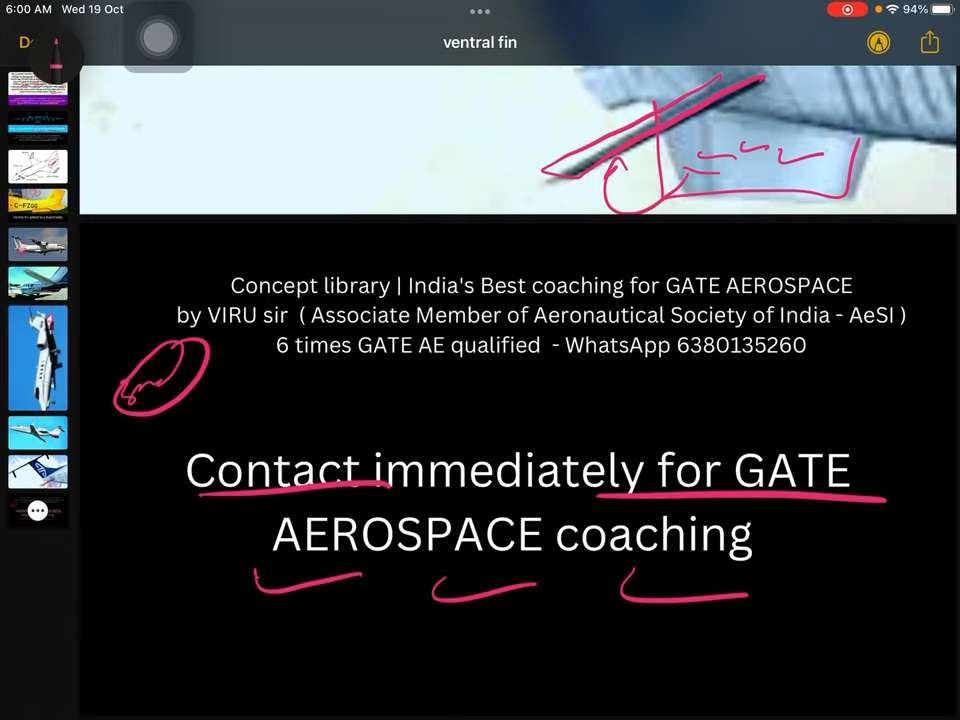 6:00 AM Wed 19 Oct
94%
ventral fin
C-FZGG
Concept library | India's Best coaching for GATE AEROSPACE
by VIRU sir ( Associate Member of Aeronautical Society of India - AeSI )
6 times GATE AE qualified - WhatsApp 6380135260
Contact immediately for GATE
AEROSPACE coaching